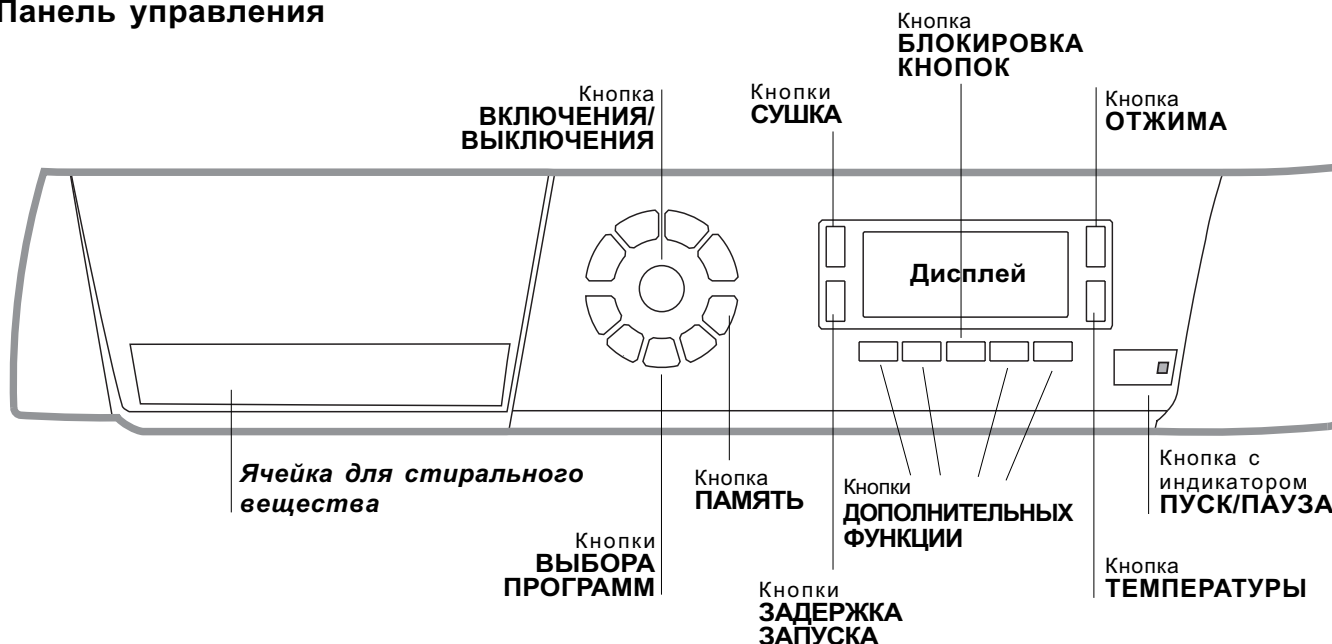 Панель управления
Кнопка
БЛОКИРОВКА
КНОПОК
Кнопка
ВКЛЮЧЕНИЯ/
ВЫКЛЮЧЕНИЯ
Кнопки
СУШКА
Кнопка
ОТЖИМА
Дисплей
Ячейка для стирального
вещества
Кнопка
ПАМЯТЬ
Кнопки
ДОПОЛНИТЕЛЬНЫХ
ФУНКЦИИ
Кнопка с
индикатором
ПУСК/ПАУЗА
Кнопки
ВЫБОРА
ПРОГРАММ
Кнопки
ЗАДЕРЖКА
ЗАПУСКА
Кнопка
ТЕМПЕРАТУРЫ